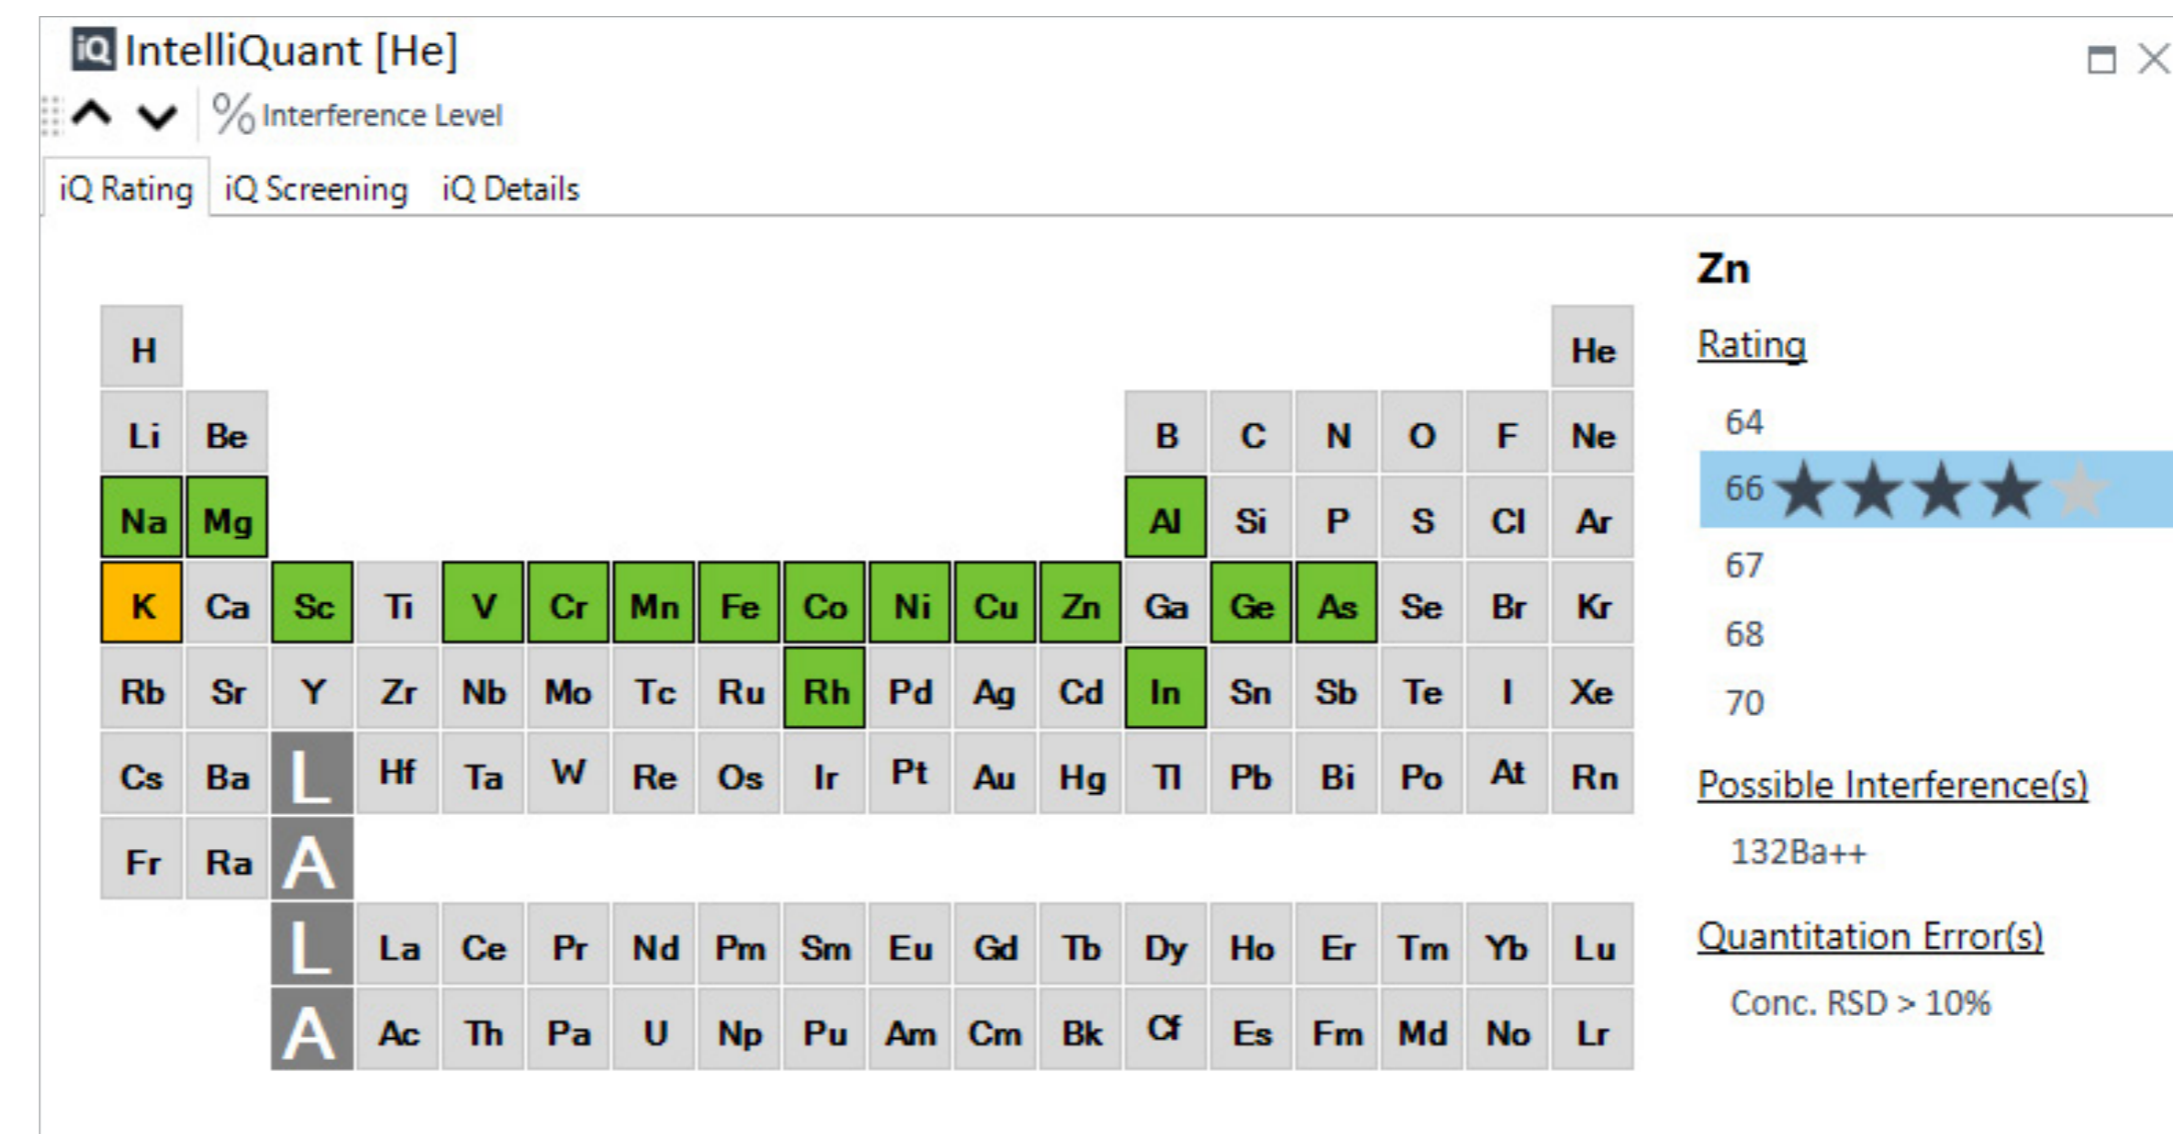 iQ IntelliQuant [He]
% Interference Level
iQ Rating iQ Screening iQ Details
H He
Li Be B C N O F Ne
Na Mg Al Si P S Cl Ar
K Ca Sc Ti V Cr Mn Fe Co Ni Cu Zn Ga Ge As Se Br Kr
Rb Sr Y Zr Nb Mo Tc Ru Rh Pd Ag Cd In Sn Sb Te I Xe
Cs Ba L Hf Ta W Re Os Ir Pt Au Hg Tl Pb Bi Po At Rn
Fr Ra A
L La Ce Pr Nd Pm Sm Eu Gd Tb Dy Ho Er Tm Yb Lu
A Ac Th Pa U Np Pu Am Cm Bk Cf Es Fm Md No Lr
Zn
Rating
64
66
67
68
70
Possible Interference(s)
132Ba++
Quantitation Error(s)
Conc. RSD > 10%